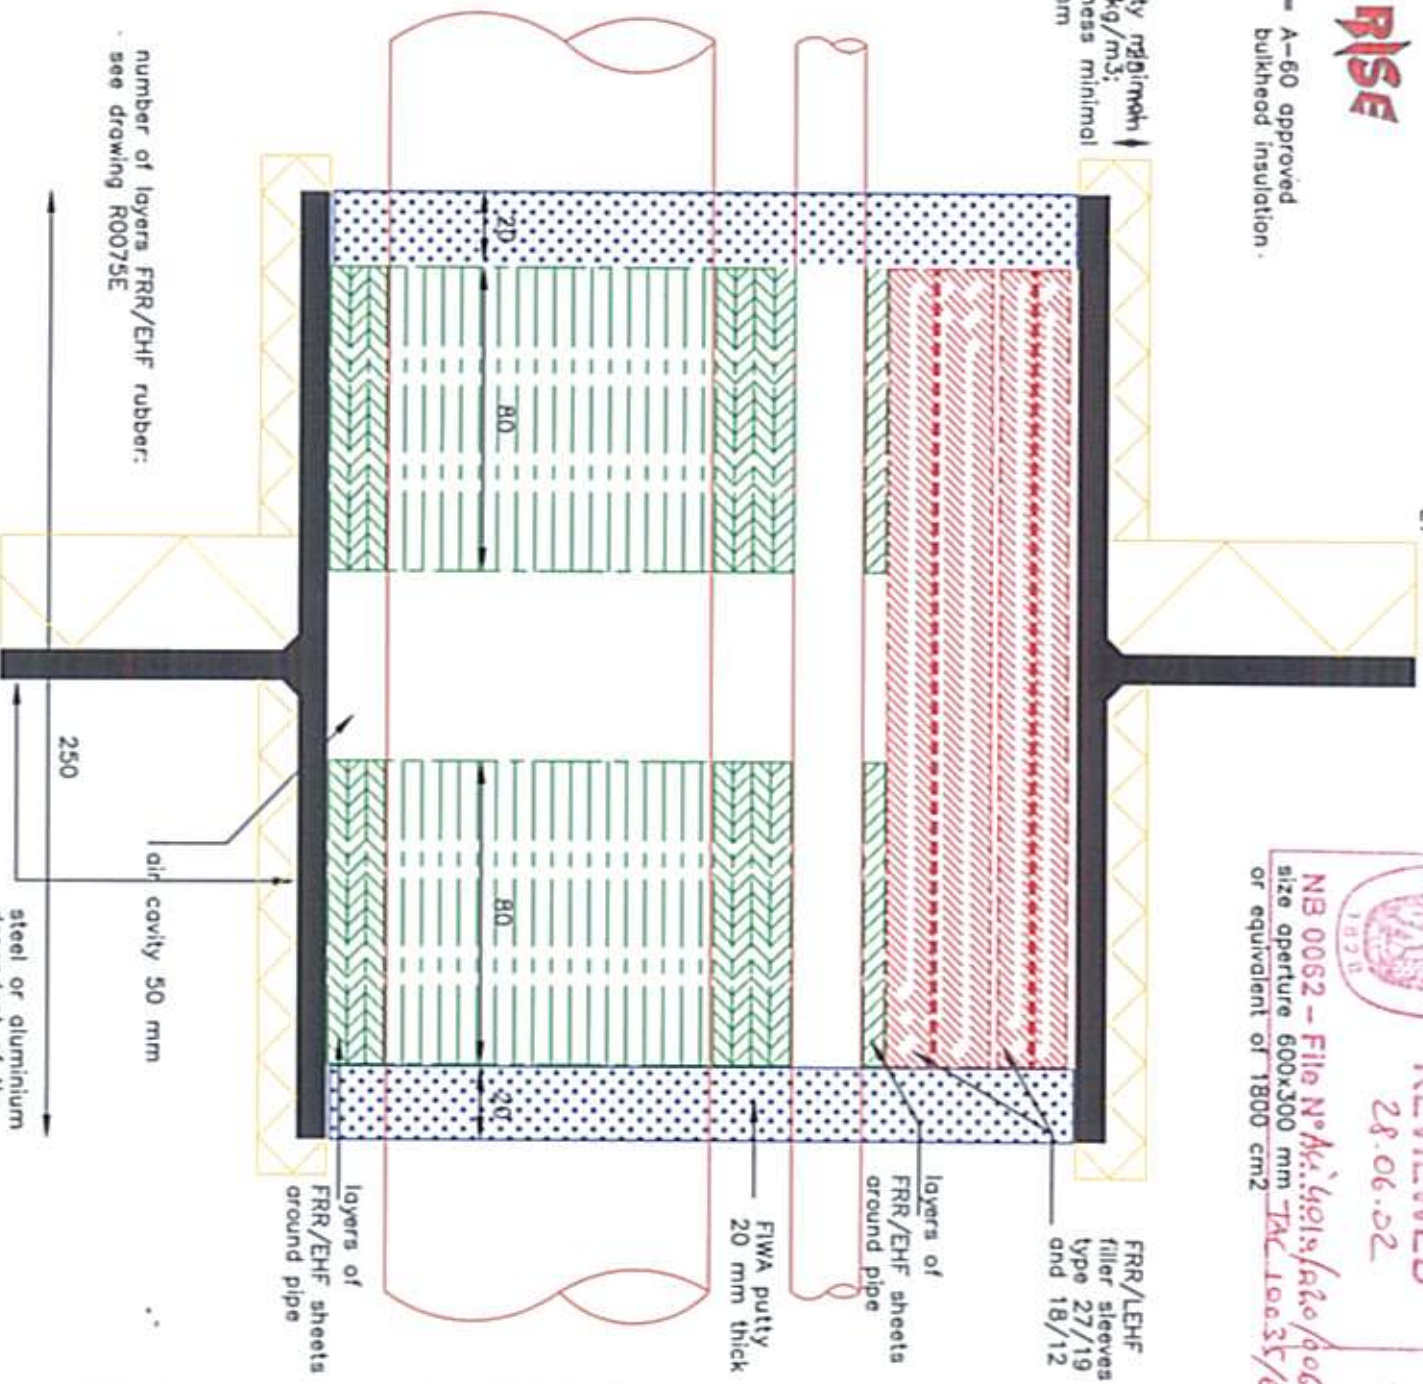 RISE
= A-60 approved
bulkhead insulation.
kg/m3;
ness minimal
20
80
80
20
250
number of layers FRR/EHF rubber:
see drawing R0075E
air cavity 50 mm
steel or aluminium
28.06.02
NB 0062 - File N°
size aperture 600x300 mm
or equivalent of 1800 cm2
FRR/LEHF
filler sleeves
type 27/19
and 18/12
layers of
FRR/EHF sheets
around pipe
FIWA putty
20 mm thick
layers of
FRR/EHF sheets
around pipe